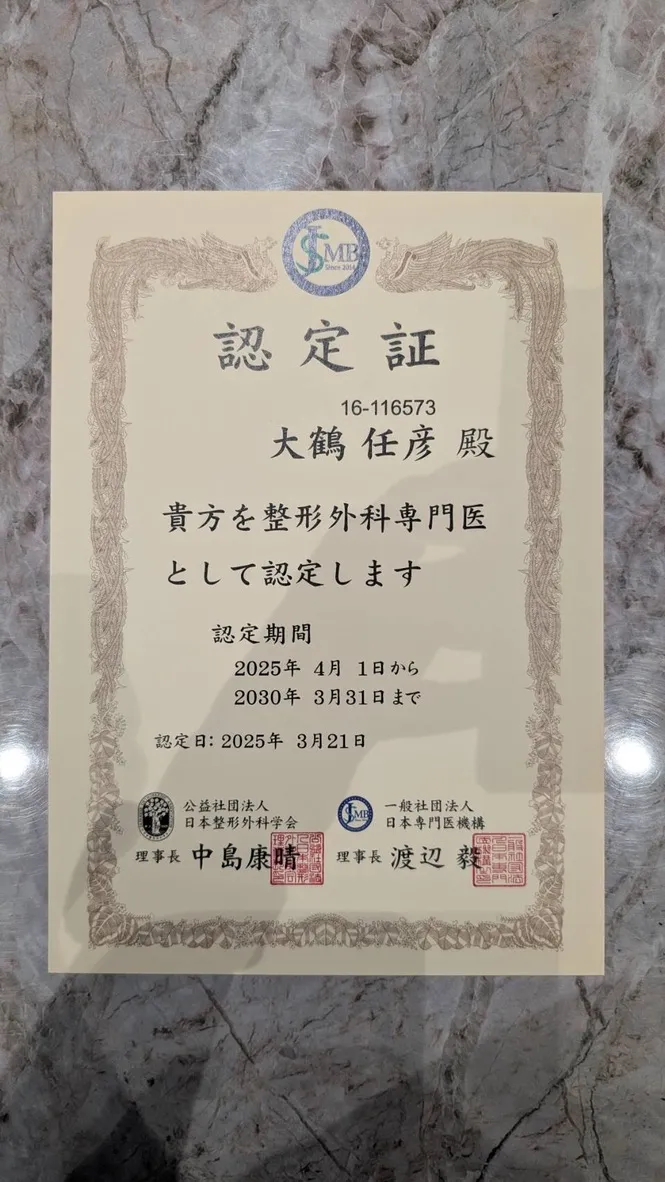 JSMB
Since 2014
認定証
16-116573
大鶴 任彦 殿
貴方を整形外科専門医
として認定します
認定期間
2025年 4月 1日から
2030年 3月31日まで
認定日: 2025年 3月21日
公益社団法人
日本整形外科学会
理事長 中島康晴
JSMB
一般社団法人
日本専門医機構
理事長 渡辺 毅